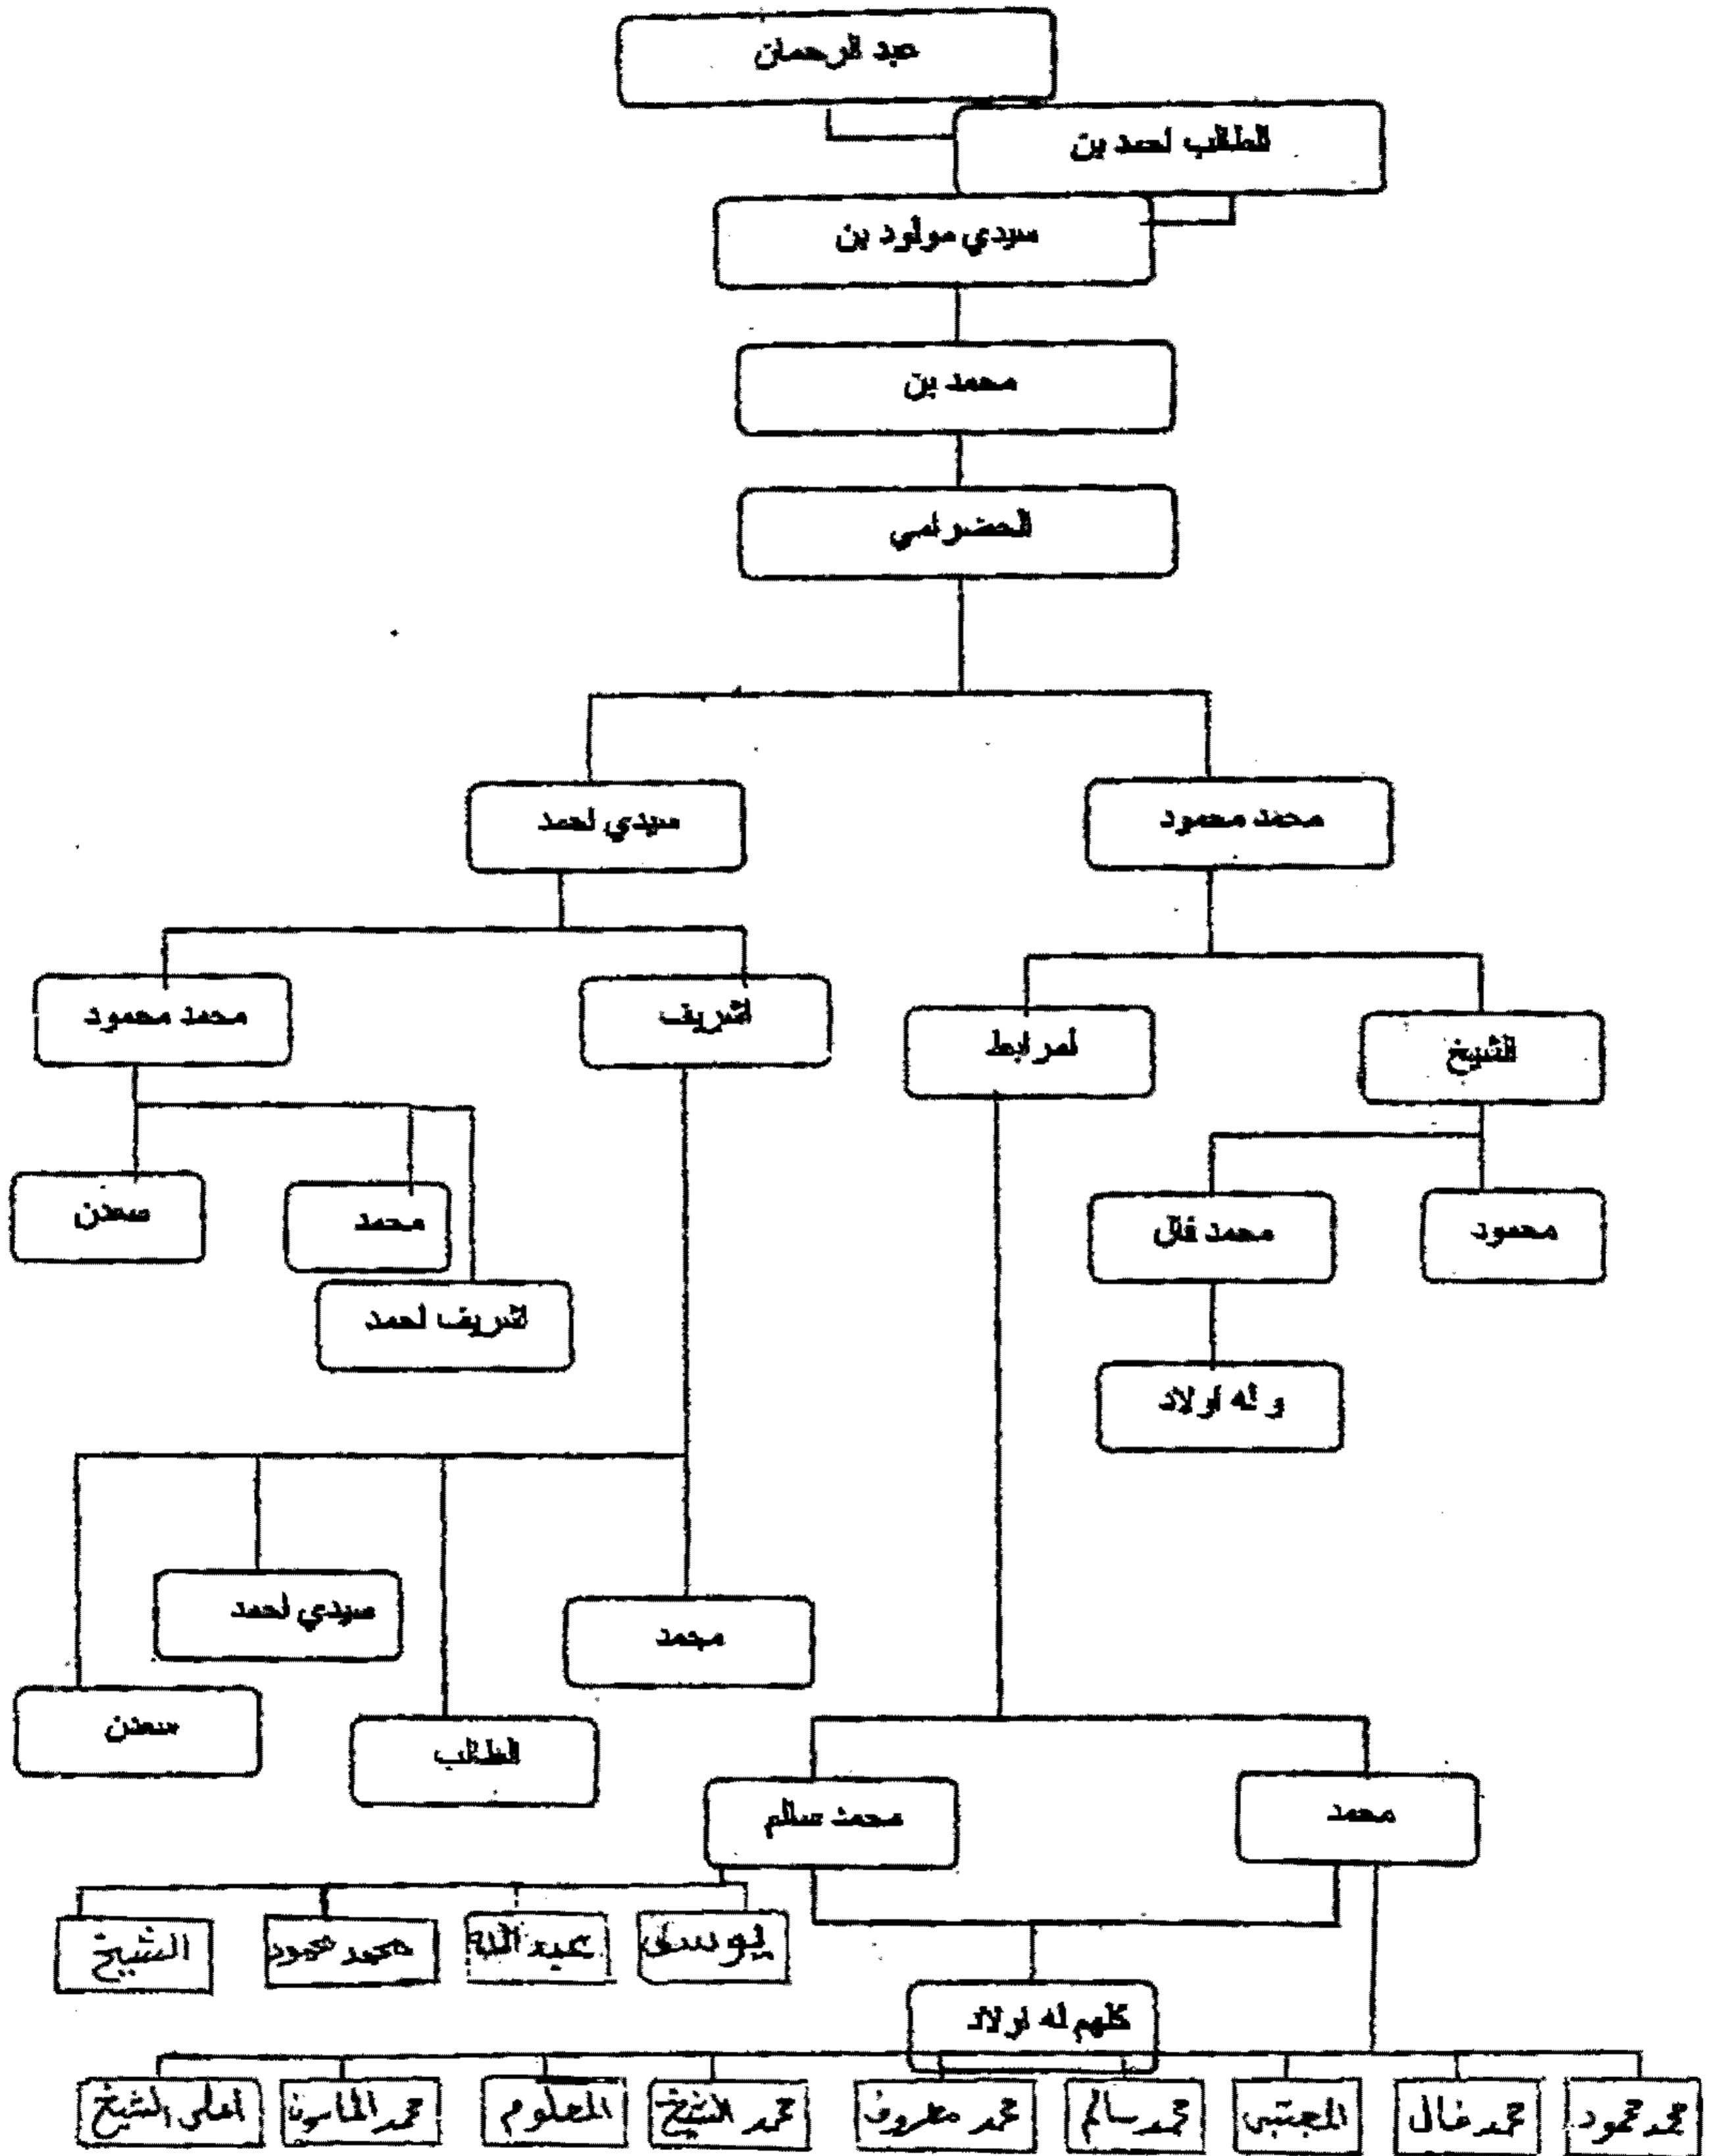 عبد الرحمان
الطالب احمد بن
سيدي مولود بن
محمد بن
الحضرامي
محمد محمود
سيدي احمد
الشيخ
لمرابط
اشريف
محمد محمود
محمود
محمد فال
محمد
سعدن
اشريف احمد
و له اولاد
محمد
سيدي احمد
الطالب
سعدن
محمد
محمد سالم
يوسف
عبد الله
محمد محمود
الشيخ
كلهم له اولاد
محمد محمود
محمد فال
المجتبى
محمد سالم
محمد معروف
محمد الشيخ
المعلوم
محمد المامون
اعلى الشيخ